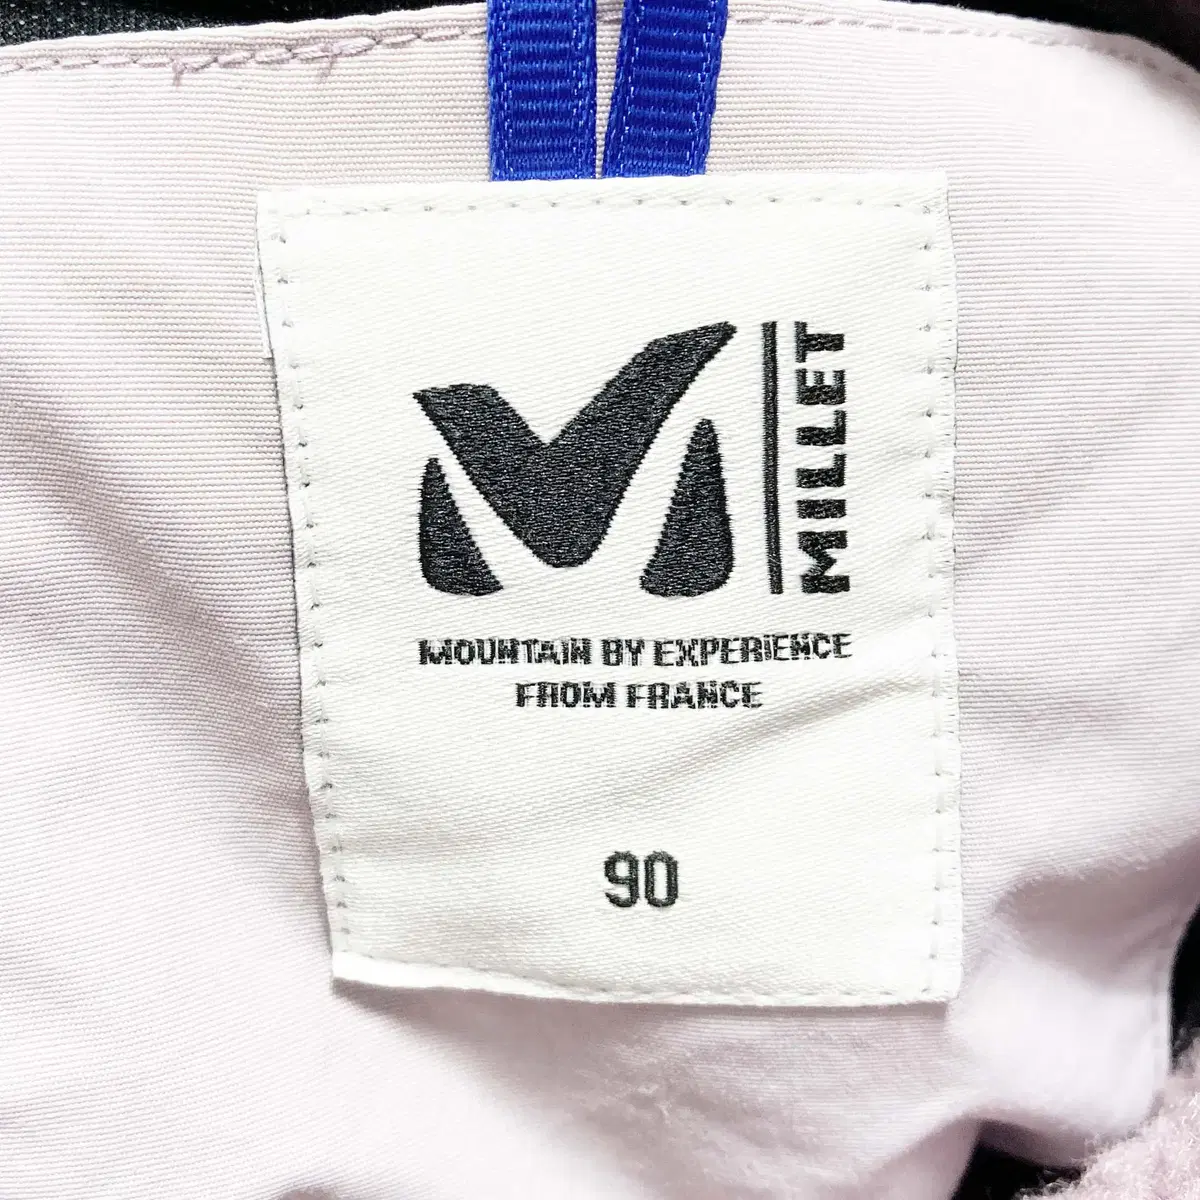 MILLET
MOUNTAIN BY EXPERIENCE
FROM FRANCE
90